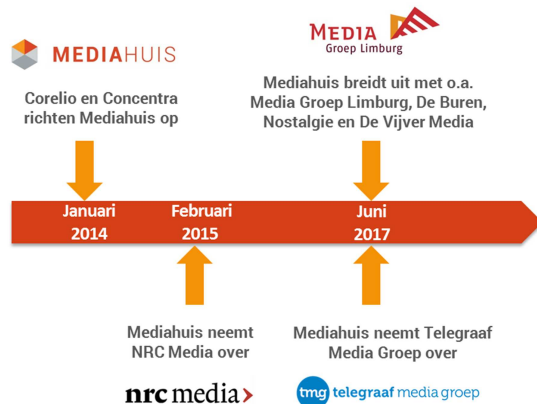 MEDIAHUIS
Corelio en Concentra
richten Mediahuis op
MEDIA
Groep Limburg
Mediahuis breidt uit met o.a.
Media Groep Limburg, De Buren,
Nostalgie en De Vijver Media
Januari
2014
Februari
2015
Juni
2017
Mediahuis neemt
NRC Media over
nrc media
Mediahuis neemt Telegraaf
Media Groep over
tmg telegraaf media groep